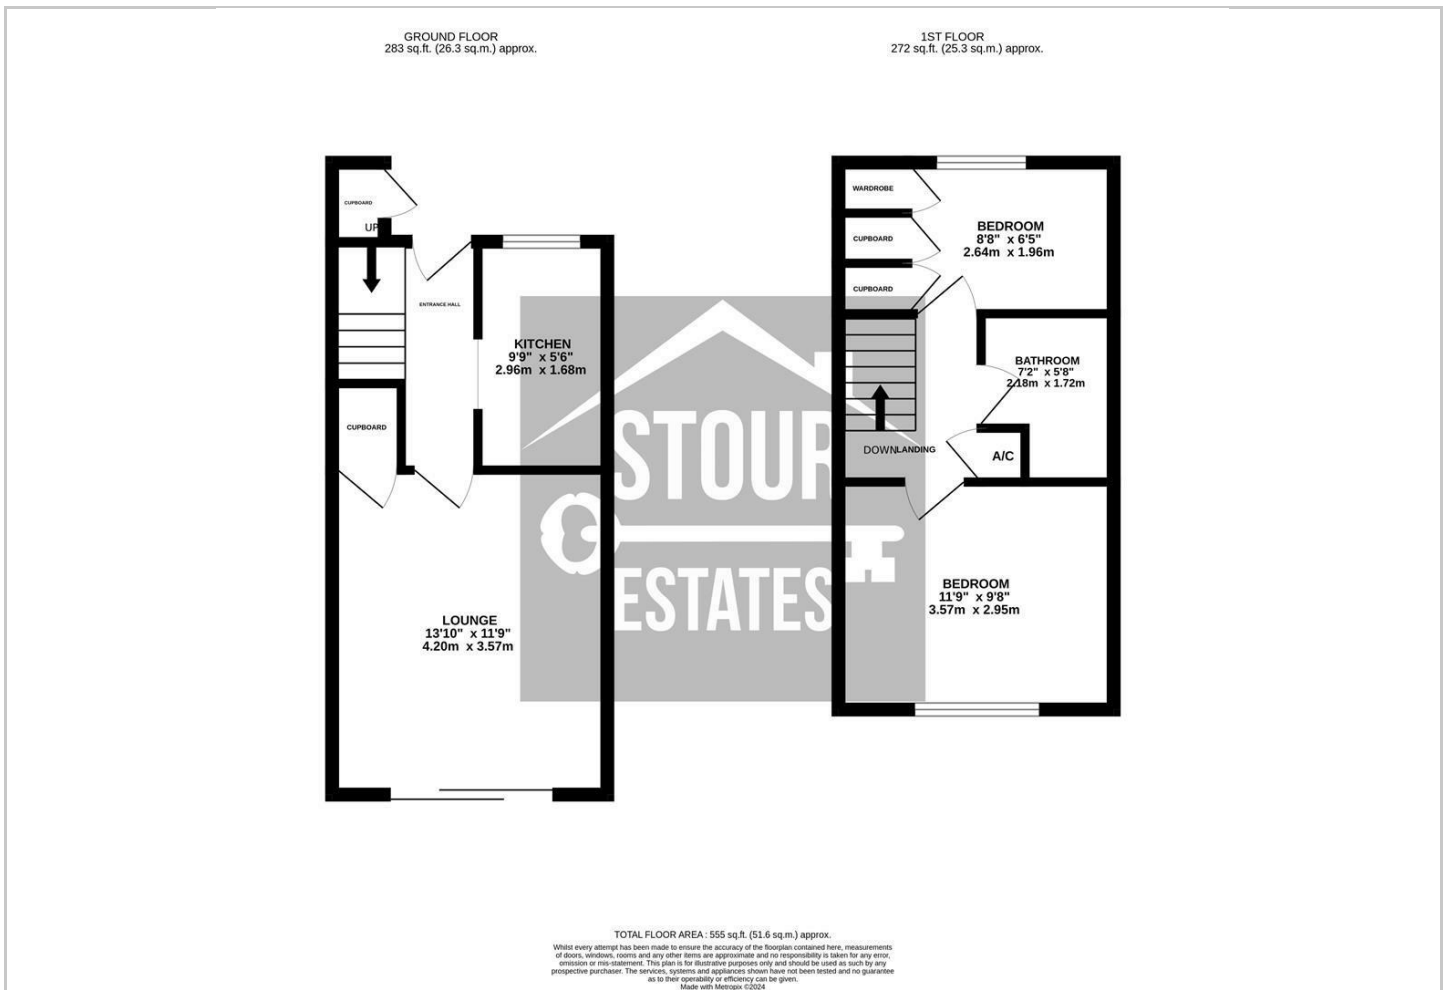 GROUND FLOOR
283 sq.ft. (26.3 sq.m.) approx.
CUPBOARD
UP
ENTRANCE HALL
KITCHEN
9'9" x 5'6"
2.96m x 1.68m
CUPBOARD
LOUNGE
13'10" x 11'9"
4.20m x 3.57m
1ST FLOOR
272 sq.ft. (25.3 sq.m.) approx.
WARDROBE
CUPBOARD
CUPBOARD
BEDROOM
8'8" x 6'5"
2.64m x 1.96m
BATHROOM
7'2" x 5'8"
2.18m x 1.72m
DOWN
LANDING
A/C
BEDROOM
11'9" x 9'8"
3.57m x 2.95m
STOUR
ESTATES
TOTAL FLOOR AREA : 555 sq.ft. (51.6 sq.m.) approx.
Whilst every attempt has been made to ensure the accuracy of the floorplan contained here, measurements
of doors, windows, rooms and any other items are approximate and no responsibility is taken for any error,
omission or mis-statement. This plan is for illustrative purposes only and should be used as such by any
prospective purchaser. The services, systems and appliances shown have not been tested and no guarantee
as to their operability or efficiency can be given.
Made with Metropix ©2024